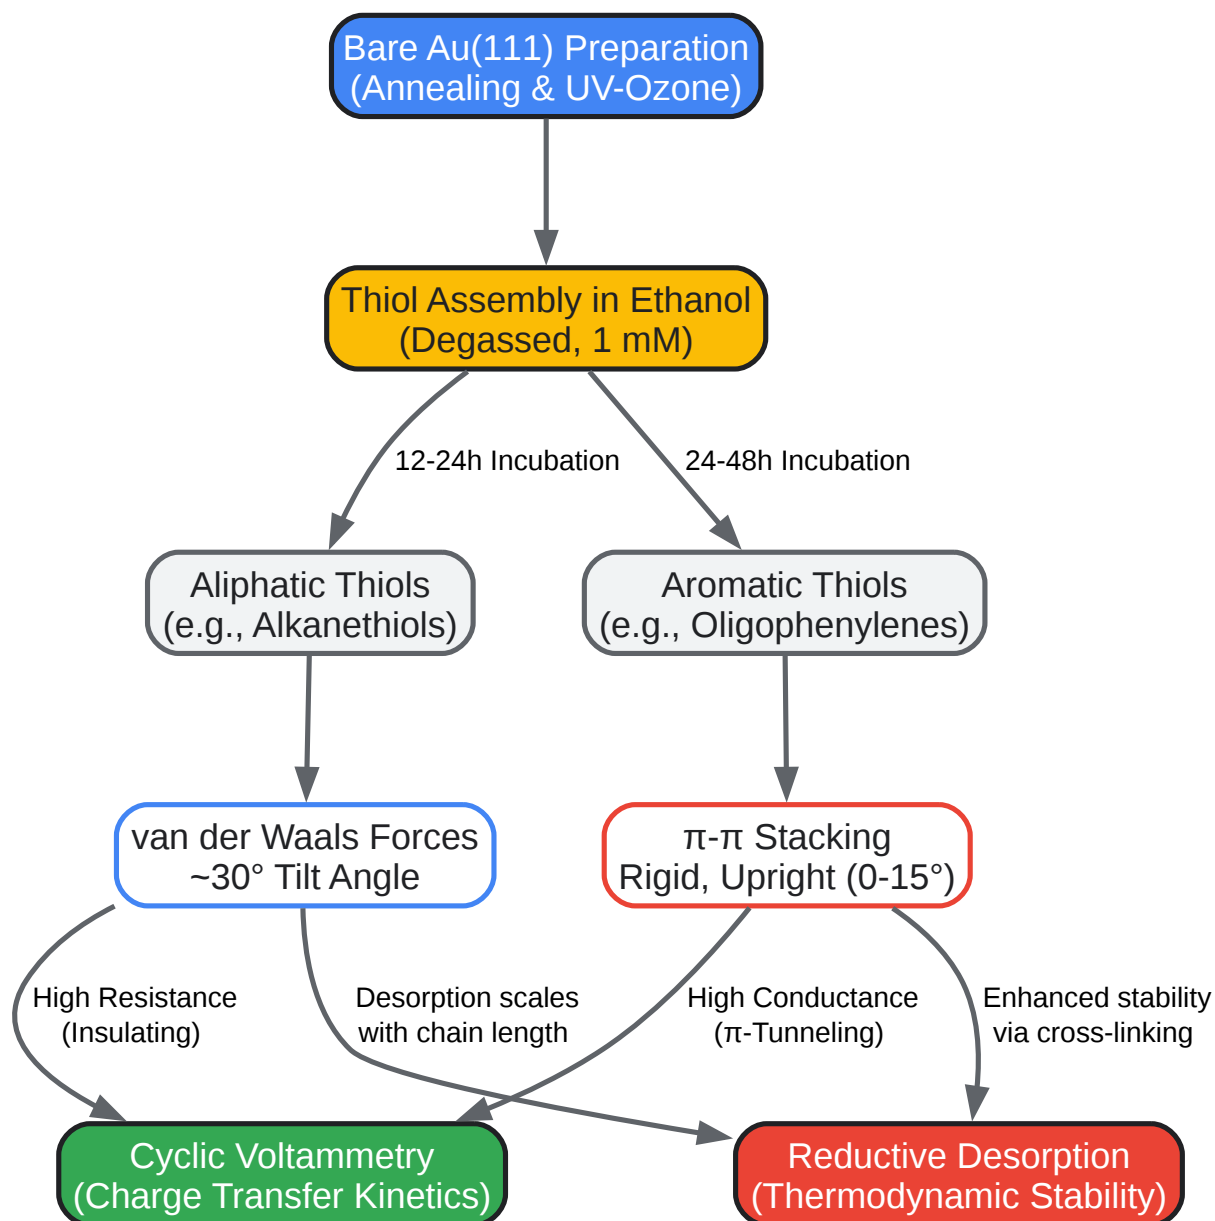 Bare Au(111) Preparation
(Annealing & UV-Ozone)
Thiol Assembly in Ethanol
(Degassed, 1 mM)
12-24h Incubation
24-48h Incubation
Aliphatic Thiols
(e.g., Alkanethiols)
Aromatic Thiols
(e.g., Oligophenylenes)
van der Waals Forces
~30° Tilt Angle
π-π Stacking
Rigid, Upright (0-15°)
High Resistance
(Insulating)
Desorption scales
with chain length
High Conductance
(π-Tunneling)
Enhanced stability
via cross-linking
Cyclic Voltammetry
(Charge Transfer Kinetics)
Reductive Desorption
(Thermodynamic Stability)